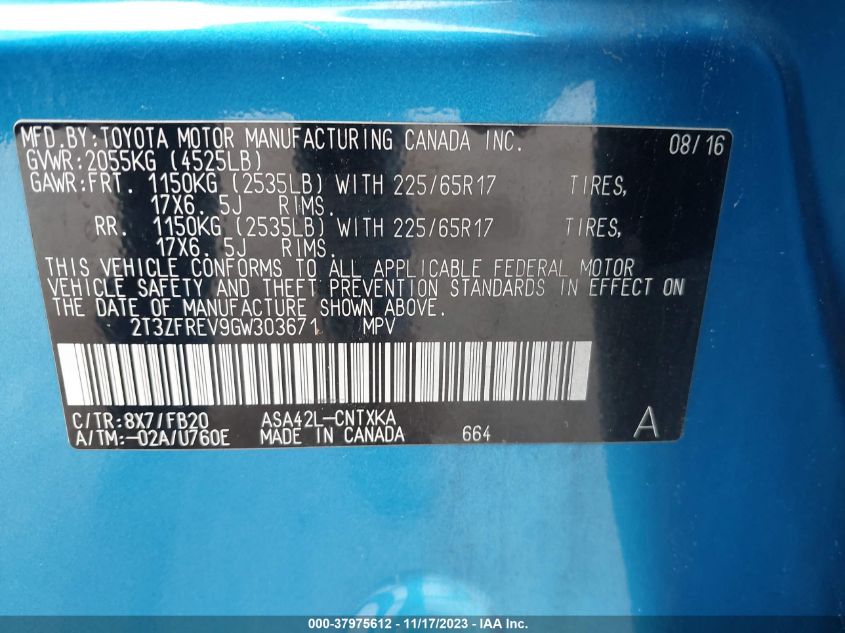 MFD.BY:TOYOTA MOTOR MANUFACTURING CANADA INC. 08/16
GVWR:2055KG (4525LB)
GAWR:FRT. 1150KG (2535LB) WITH 225/65R17 TIRES,
17X6.5J RIMS.
RR. 1150KG (2535LB) WITH 225/65R17 TIRES,
17X6.5J RIMS.
THIS VEHICLE CONFORMS TO ALL APPLICABLE FEDERAL MOTOR
VEHICLE SAFETY AND THEFT PREVENTION STANDARDS IN EFFECT ON
THE DATE OF MANUFACTURE SHOWN ABOVE.
2T3ZFREV9GW303671 MPV
C/TR:8X7/FB20 ASA42L-CNTXKA
A/TM:-02A/U760E MADE IN CANADA 664 A
000-37975612 - 11/17/2023 - IAA Inc.